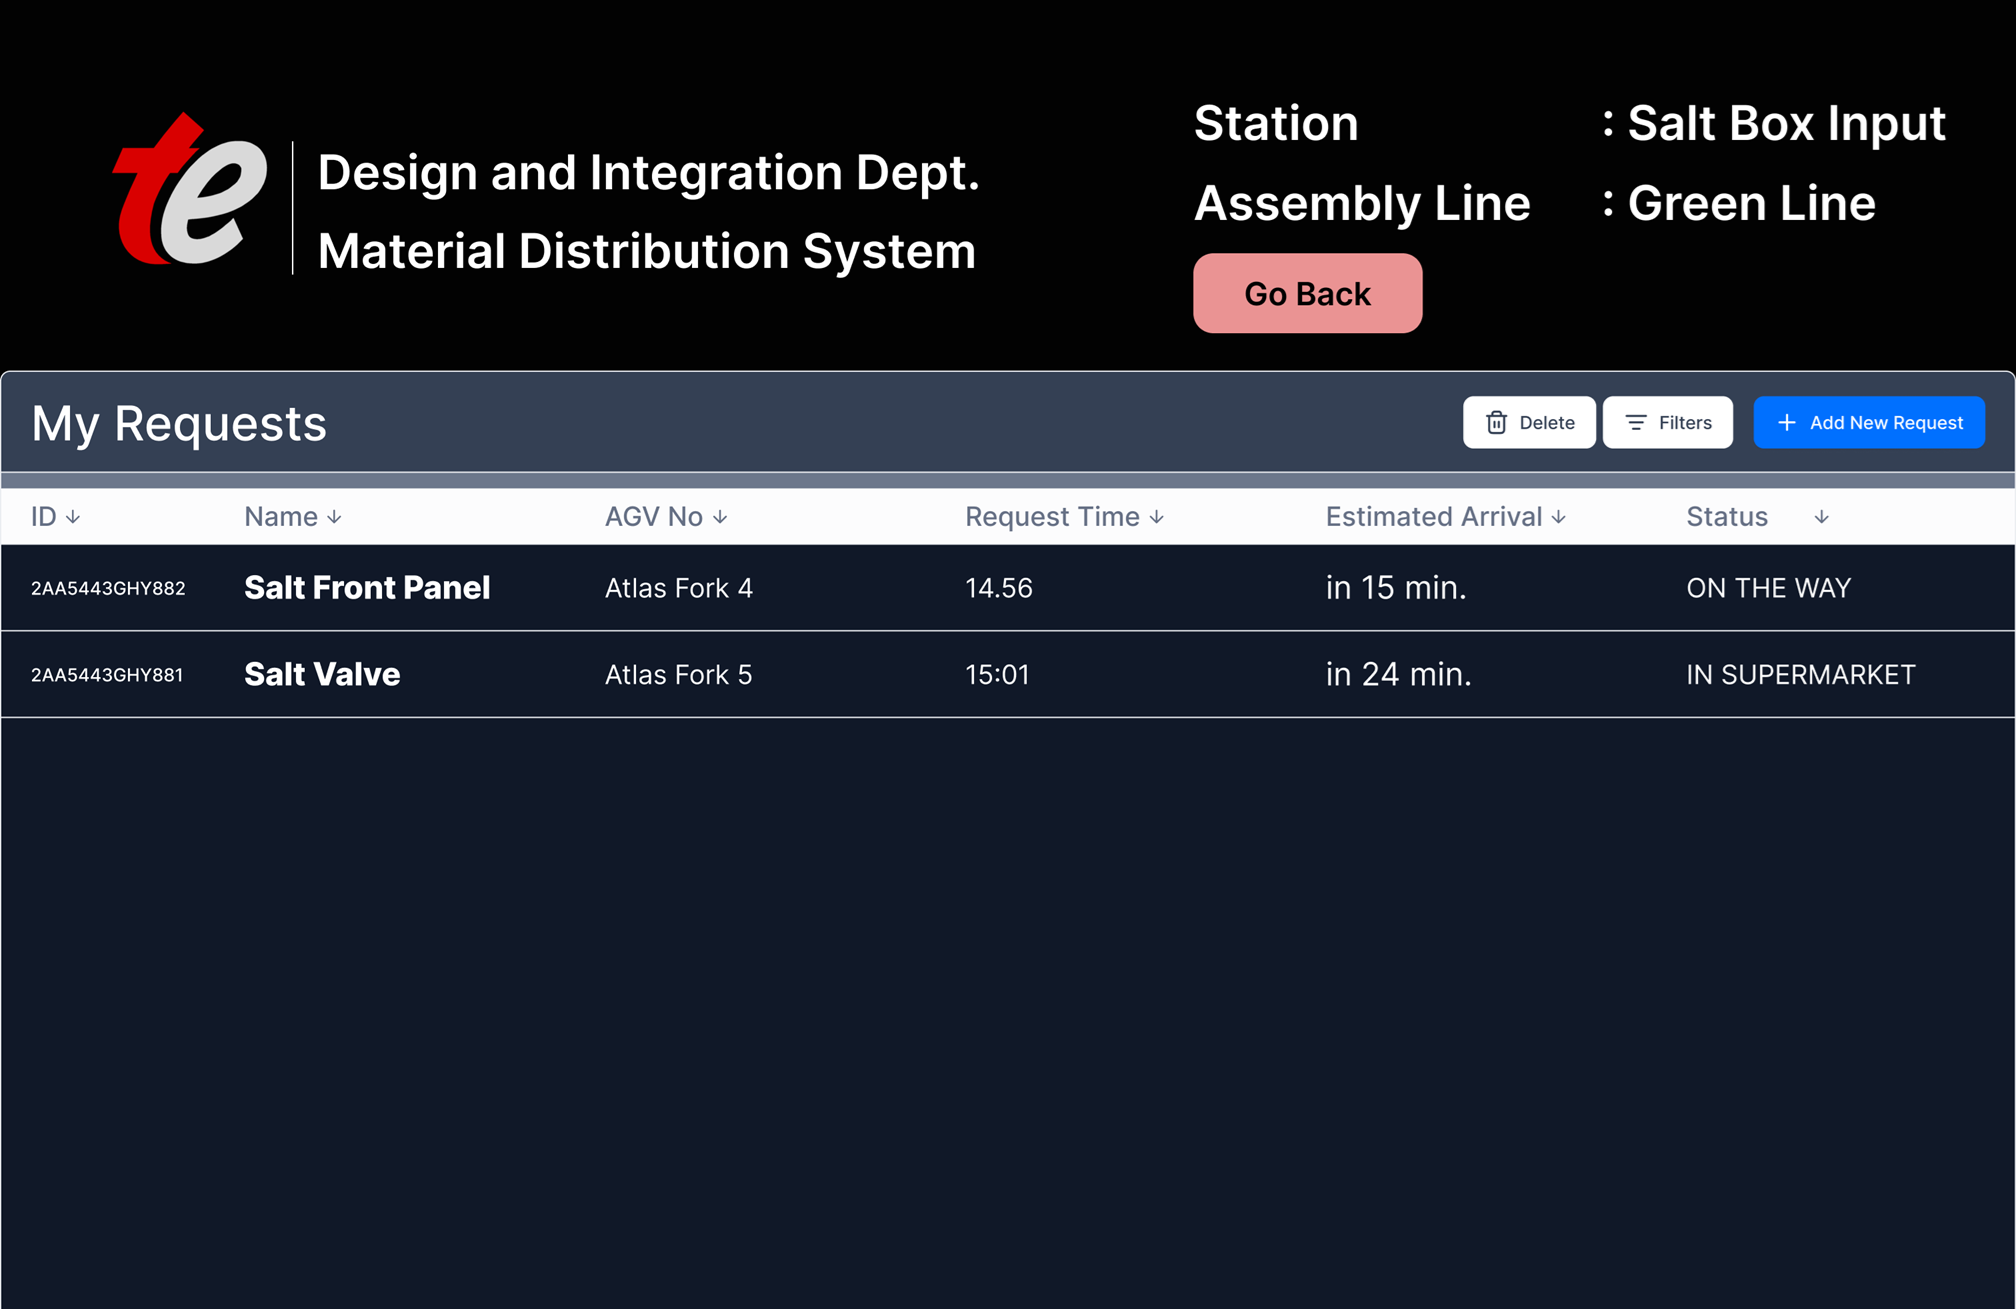 te
Design and Integration Dept.
Material Distribution System
Station : Salt Box Input
Assembly Line : Green Line
Go Back
My Requests
Delete
Filters
Add New Request
ID Name AGV No Request Time Estimated Arrival Status
2AA5443GHY882 Salt Front Panel Atlas Fork 4 14.56 in 15 min. ON THE WAY
2AA5443GHY881 Salt Valve Atlas Fork 5 15:01 in 24 min. IN SUPERMARKET